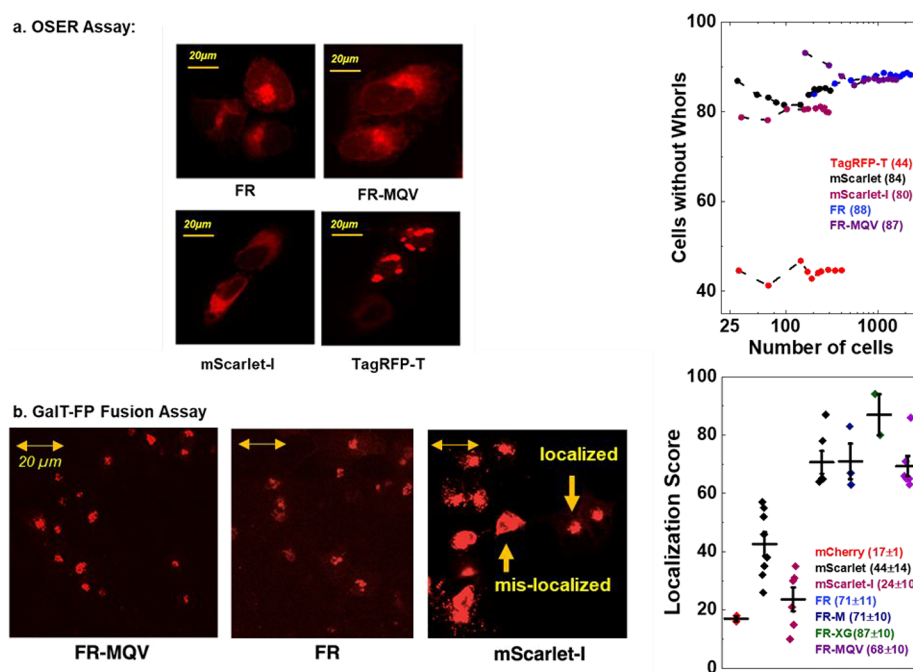 a. OSER Assay:
20μm
20μm
FR
FR-MQV
20μm
20μm
mScarlet-I
TagRFP-T
100
80
60
40
Cells without Whorls
TagRFP-T (44)
mScarlet (84)
mScarlet-I (80)
FR (88)
FR-MQV (87)
25
100
1000
Number of cells
b. GalT-FP Fusion Assay
20 μm
localized
mis-localized
FR-MQV
FR
mScarlet-I
100
80
60
40
20
0
Localization Score
mCherry (17±1)
mScarlet (44±14)
mScarlet-I (24±10
FR (71±11)
FR-M (71±10)
FR-XG(87±10)
FR-MQV (68±10)